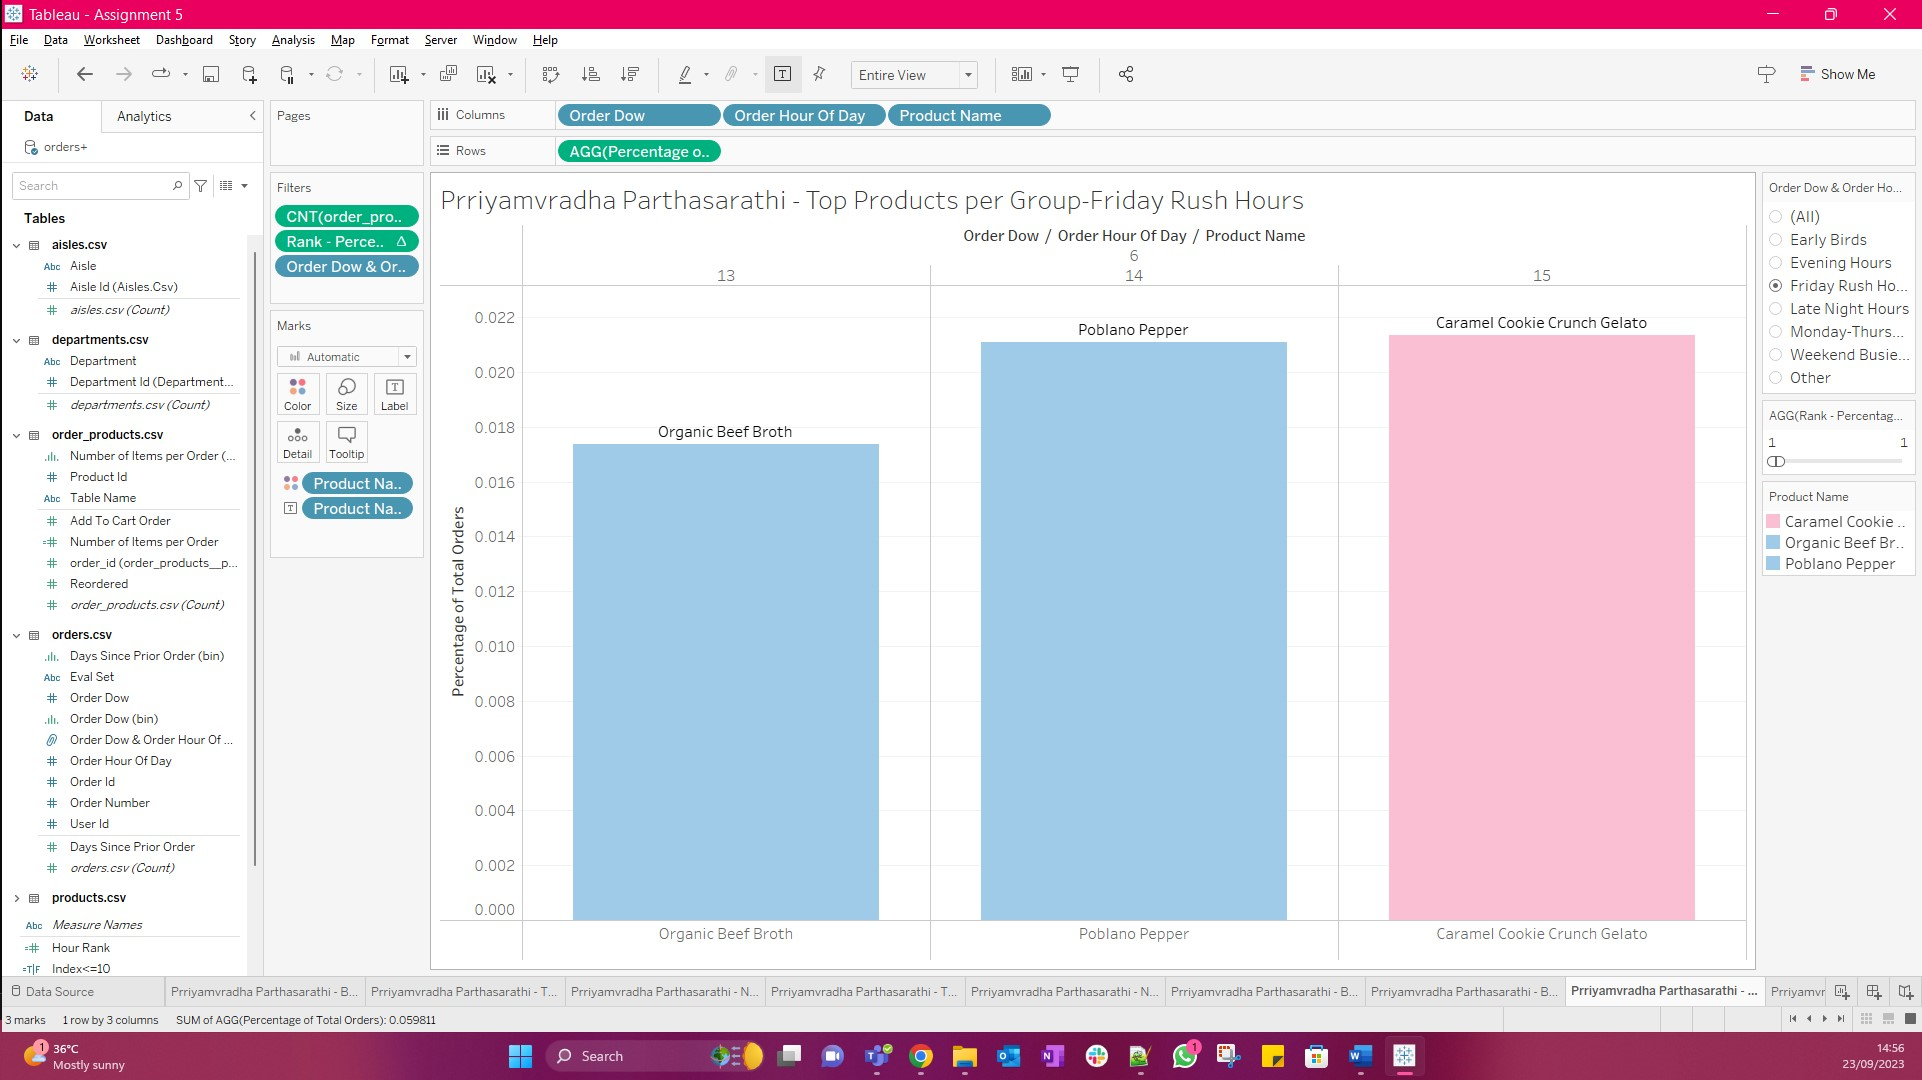 Tableau - Assignment 5
File Data Worksheet Dashboard Story Analysis Map Format Server Window Help
Entire View
Show Me
Data Analytics
orders+
Search
Tables
aisles.csv
Abc Aisle
Aisle Id (Aisles.Csv)
aisles.csv (Count)
departments.csv
Abc Department
Department Id (Department...
departments.csv (Count)
order_products.csv
Number of Items per Order (...
Product Id
Abc Table Name
Add To Cart Order
Number of Items per Order
order_id (order_products__p...
Reordered
order_products.csv (Count)
orders.csv
Days Since Prior Order (bin)
Abc Eval Set
Order Dow
Order Dow (bin)
Order Dow & Order Hour Of ...
Order Hour Of Day
Order Id
Order Number
User Id
Days Since Prior Order
orders.csv (Count)
products.csv
Abc Measure Names
Hour Rank
=T|F Index<=10
Pages
Filters
CNT(order_pro..
Rank - Perce.. Δ
Order Dow & Or..
Marks
Automatic
Color Size Label
Detail Tooltip
Product Na..
Product Na..
Columns Order Dow Order Hour Of Day Product Name
Rows AGG(Percentage o..
Prriyamvradha Parthasarathi - Top Products per Group-Friday Rush Hours
Order Dow / Order Hour Of Day / Product Name
6
13 14 15
Percentage of Total Orders
0.022
0.020
0.018
0.016
0.014
0.012
0.010
0.008
0.006
0.004
0.002
0.000
Organic Beef Broth
Poblano Pepper
Caramel Cookie Crunch Gelato
Organic Beef Broth Poblano Pepper Caramel Cookie Crunch Gelato
Order Dow & Order Ho...
(All)
Early Birds
Evening Hours
Friday Rush Ho...
Late Night Hours
Monday-Thurs...
Weekend Busie...
Other
AGG(Rank - Percentag...
1 1
Product Name
Caramel Cookie ..
Organic Beef Br..
Poblano Pepper
Data Source Prriyamvradha Parthasarathi - B... Prriyamvradha Parthasarathi - T... Prriyamvradha Parthasarathi - N... Prriyamvradha Parthasarathi - T... Prriyamvradha Parthasarathi - N... Prriyamvradha Parthasarathi - B... Prriyamvradha Parthasarathi - B... Prriyamvradha Parthasarathi - ... Prriyamvr
3 marks 1 row by 3 columns SUM of AGG(Percentage of Total Orders): 0.059811
1
36°C
Mostly sunny
Search
1
14:56
23/09/2023